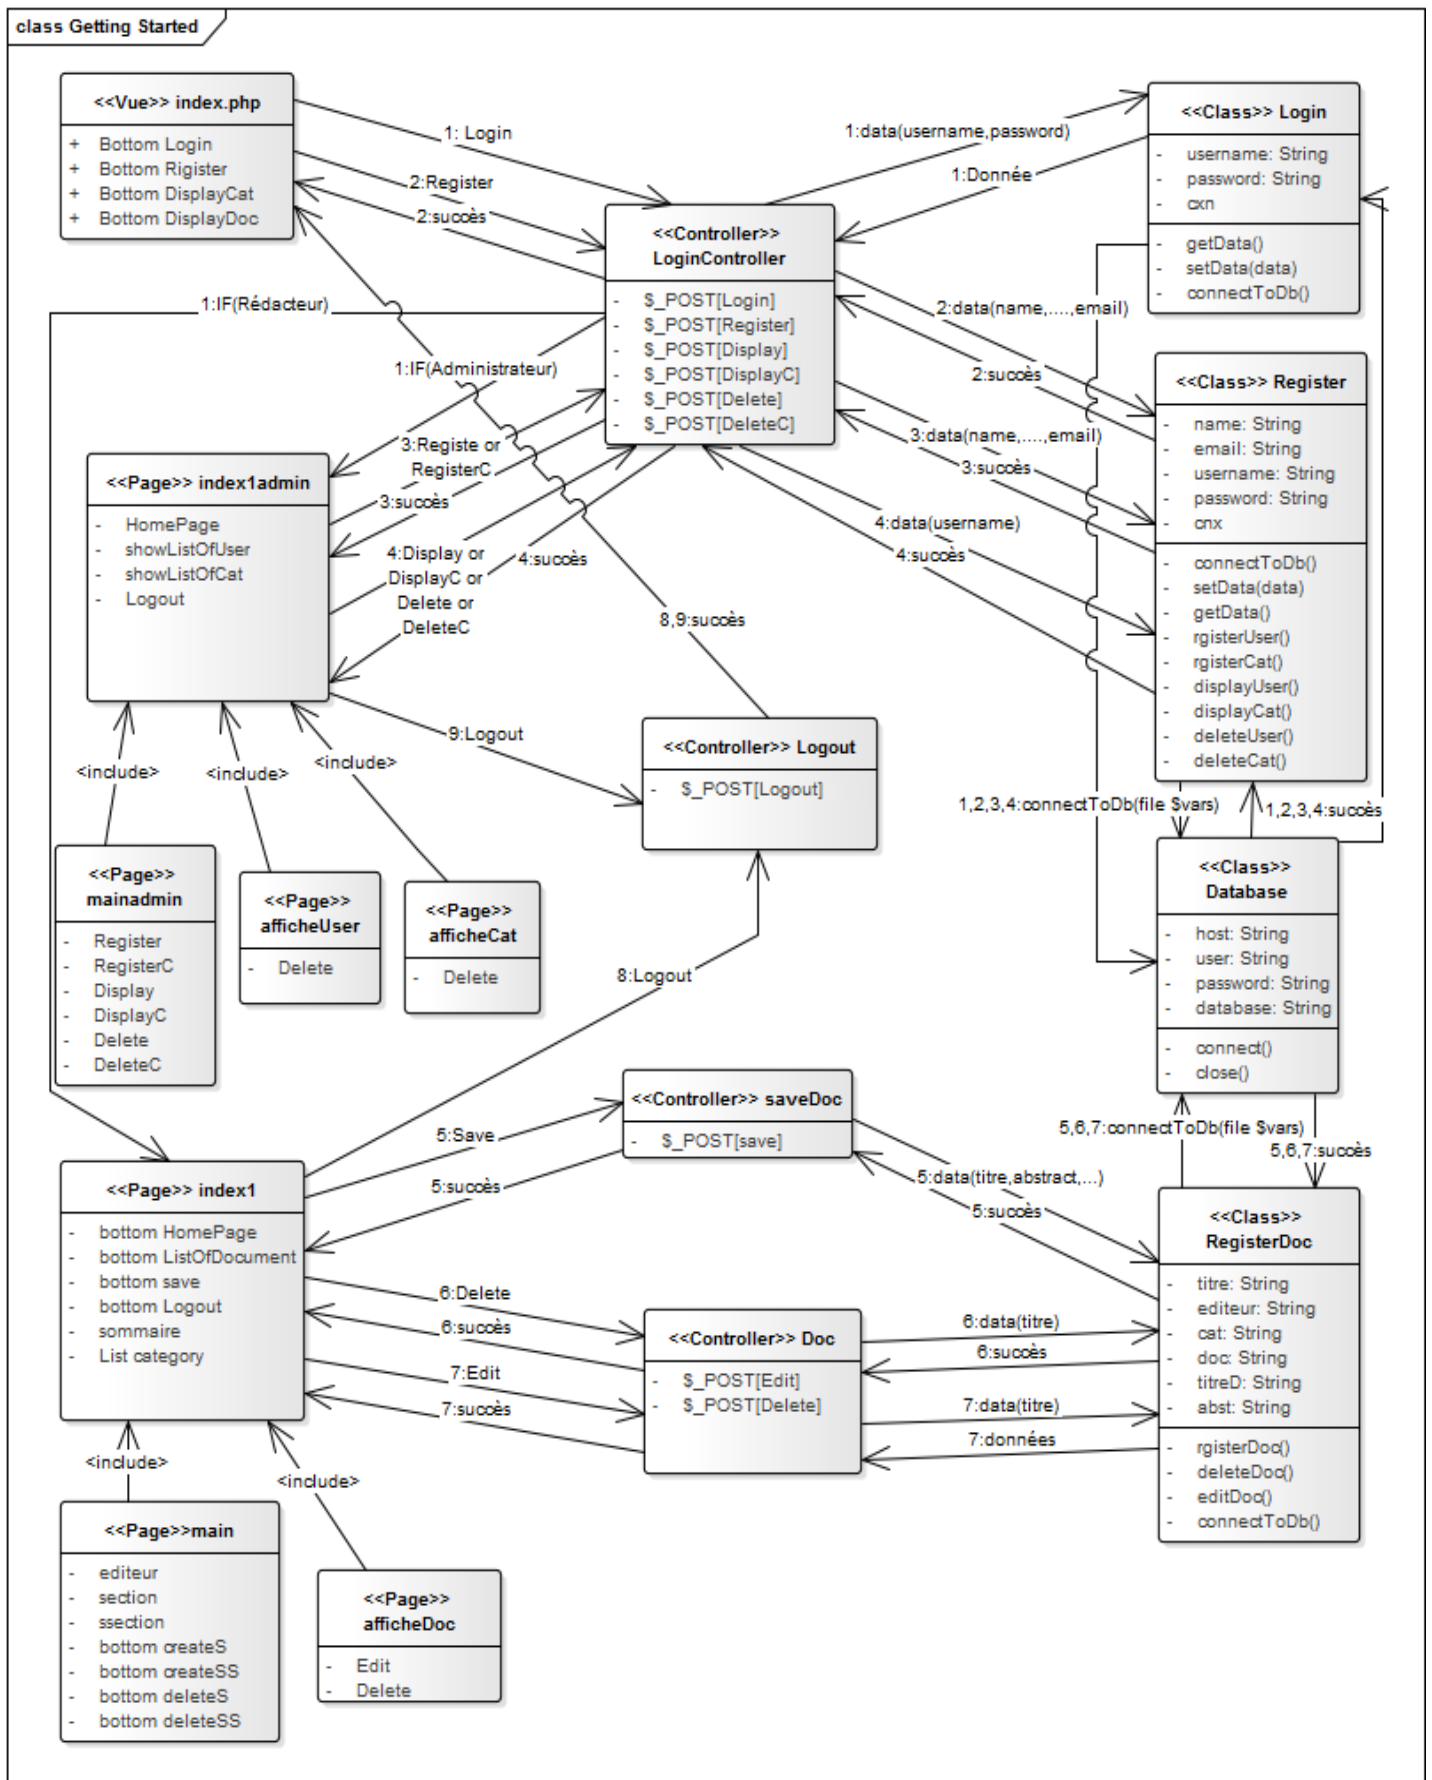 class Getting Started
<<Vue>> index.php
+ Bottom Login
+ Bottom Rigister
+ Bottom DisplayCat
+ Bottom DisplayDoc
1: Login
2:Register
2:succès
1:data(username,password)
1:Donnée
<<Class>> Login
- username: String
- password: String
- cxn
- getData()
- setData(data)
- connectToDb()
<<Controller>>
LoginController
- $_POST[Login]
- $_POST[Register]
- $_POST[Display]
- $_POST[DisplayC]
- $_POST[Delete]
- $_POST[DeleteC]
1:IF(Rédacteur)
1:IF(Administrateur)
2:data(name,....,email)
2:succès
3:data(name,....,email)
3:succès
4:data(username)
4:succès
<<Class>> Register
- name: String
- email: String
- username: String
- password: String
- cnx
- connectToDb()
- setData(data)
- getData()
- rgisterUser()
- rgisterCat()
- displayUser()
- displayCat()
- deleteUser()
- deleteCat()
3:Registe or
RegisterC
3:succès
4:Display or
DisplayC or
Delete or
DeleteC
4:succès
<<Page>> index1admin
- HomePage
- showListOfUser
- showListOfCat
- Logout
8,9:succès
9:Logout
<<Controller>> Logout
- $_POST[Logout]
<include>
<include>
<include>
1,2,3,4:connectToDb(file $vars)
1,2,3,4:succès
<<Page>>
mainadmin
- Register
- RegisterC
- Display
- DisplayC
- Delete
- DeleteC
<<Page>>
afficheUser
- Delete
<<Page>>
afficheCat
- Delete
<<Class>>
Database
- host: String
- user: String
- password: String
- database: String
- connect()
- close()
8:Logout
5:Save
5:succès
<<Controller>> saveDoc
- $_POST[save]
5:data(titre,abstract,...)
5:succès
5,6,7:connectToDb(file $vars)
5,6,7:succès
<<Page>> index1
- bottom HomePage
- bottom ListOfDocument
- bottom save
- bottom Logout
- sommaire
- List category
6:Delete
6:succès
7:Edit
7:succès
<<Controller>> Doc
- $_POST[Edit]
- $_POST[Delete]
6:data(titre)
6:succès
7:data(titre)
7:données
<<Class>>
RegisterDoc
- titre: String
- editeur: String
- cat: String
- doc: String
- titreD: String
- abst: String
- rgisterDoc()
- deleteDoc()
- editDoc()
- connectToDb()
<include>
<include>
<<Page>>main
- editeur
- section
- ssection
- bottom createS
- bottom createSS
- bottom deleteS
- bottom deleteSS
<<Page>>
afficheDoc
- Edit
- Delete